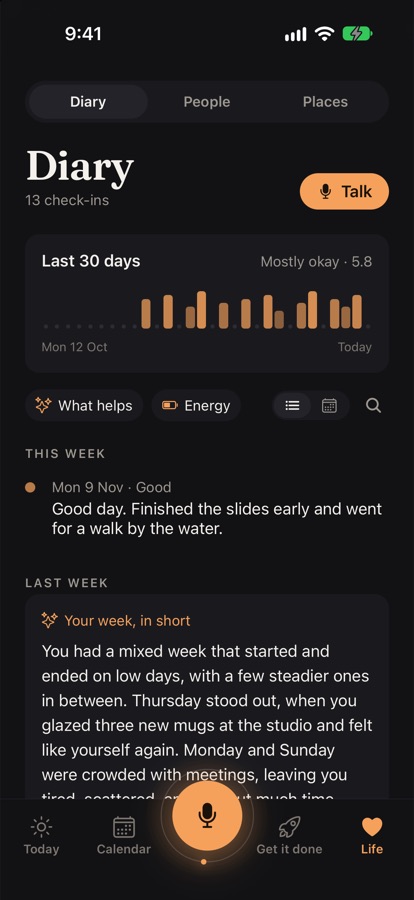 9:41
Diary
People
Places
Diary
13 check-ins
Talk
Last 30 days
Mostly okay · 5.8
Mon 12 Oct
Today
What helps
Energy
THIS WEEK
Mon 9 Nov · Good
Good day. Finished the slides early and went
for a walk by the water.
LAST WEEK
Your week, in short
You had a mixed week that started and
ended on low days, with a few steadier ones
in between. Thursday stood out, when you
glazed three new mugs at the studio and felt
like yourself again. Monday and Sunday
were crowded with meetings, leaving you
Today
Calendar
Get it done
Life